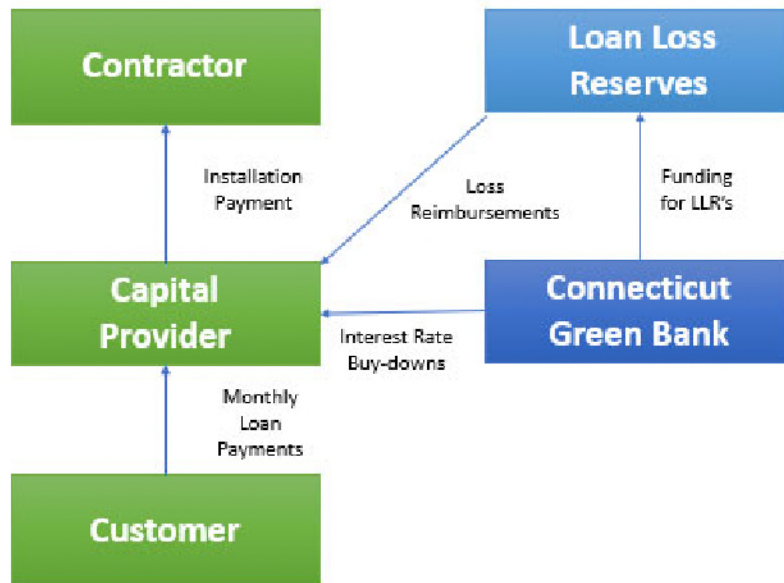 Contractor
Loan Loss
Reserves
Installation
Payment
Loss
Reimbursements
Funding
for LLR's
Capital
Provider
Connecticut
Green Bank
Interest Rate
Buy-downs
Monthly
Loan
Payments
Customer